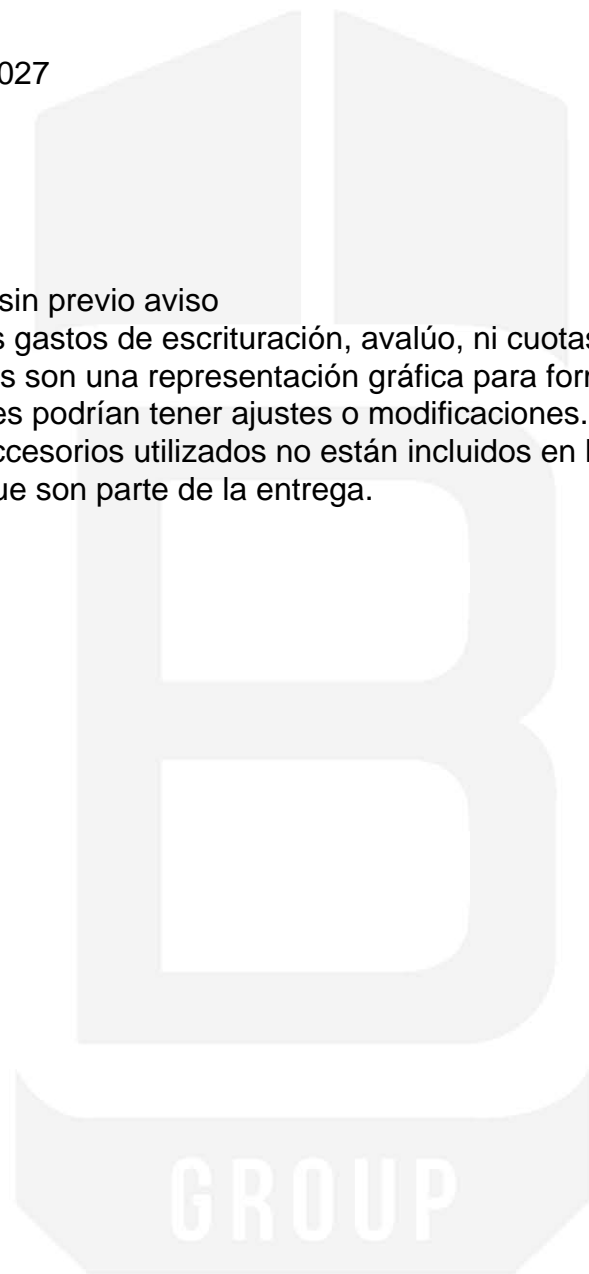 027
sin previo aviso
s gastos de escrituración, avalúo, ni cuotas
s son una representación gráfica para for
es podrían tener ajustes o modificaciones.
ccesorios utilizados no están incluidos en l
ue son parte de la entrega.
B
GROUP